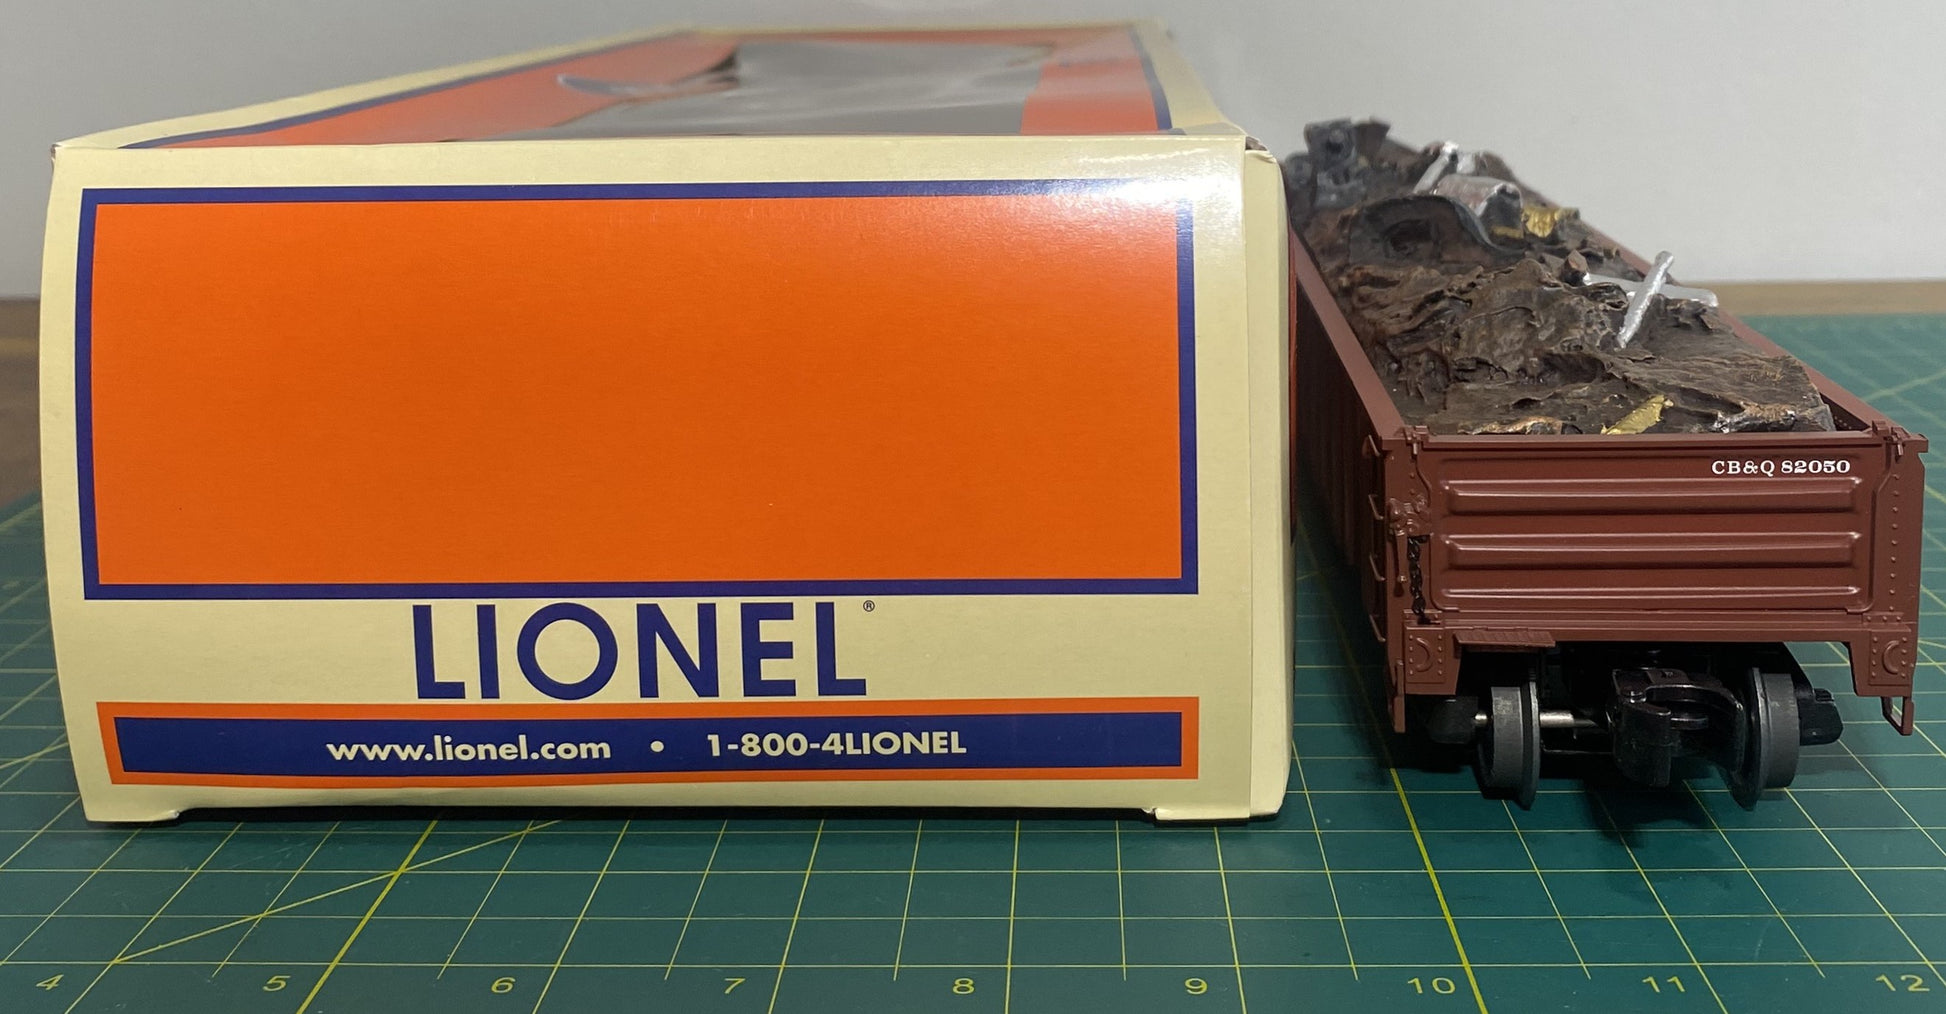 CB&Q 82050
LIONEL®
www.lionel.com • 1-800-4LIONEL
4 5 6 7 8 9 10 11 12